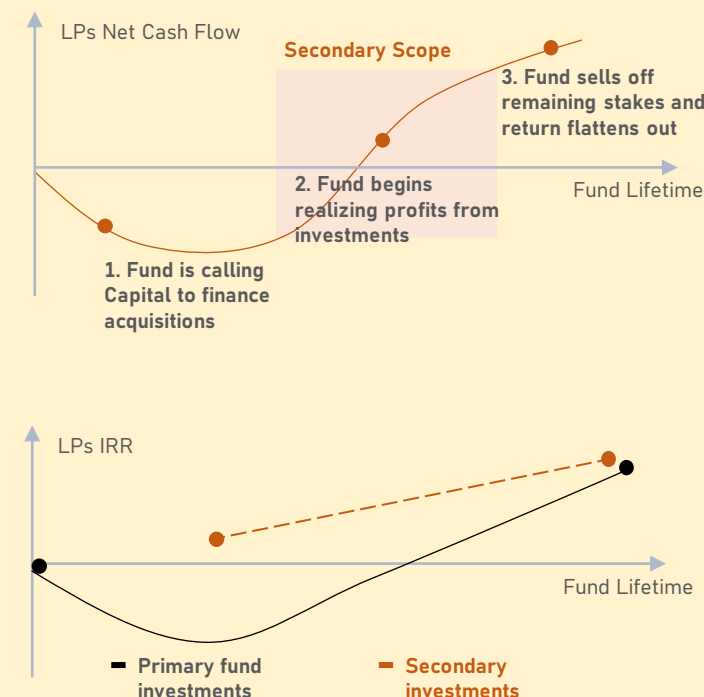 LPs Net Cash Flow
Secondary Scope
3. Fund sells off
remaining stakes and
return flattens out
2. Fund begins
realizing profits from
investments
Fund Lifetime
1. Fund is calling
Capital to finance
acquisitions
LPs IRR
Fund Lifetime
Primary fund
investments
Secondary
investments